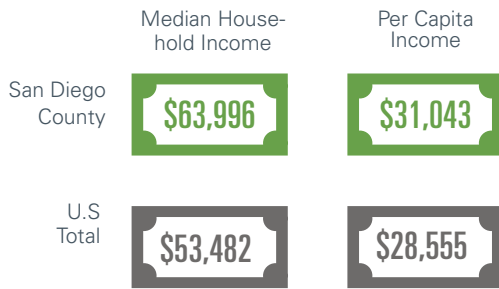 Median House-
hold Income
Per Capita
Income
San Diego
County
$63,996
$31,043
U.S
Total
$53,482
$28,555